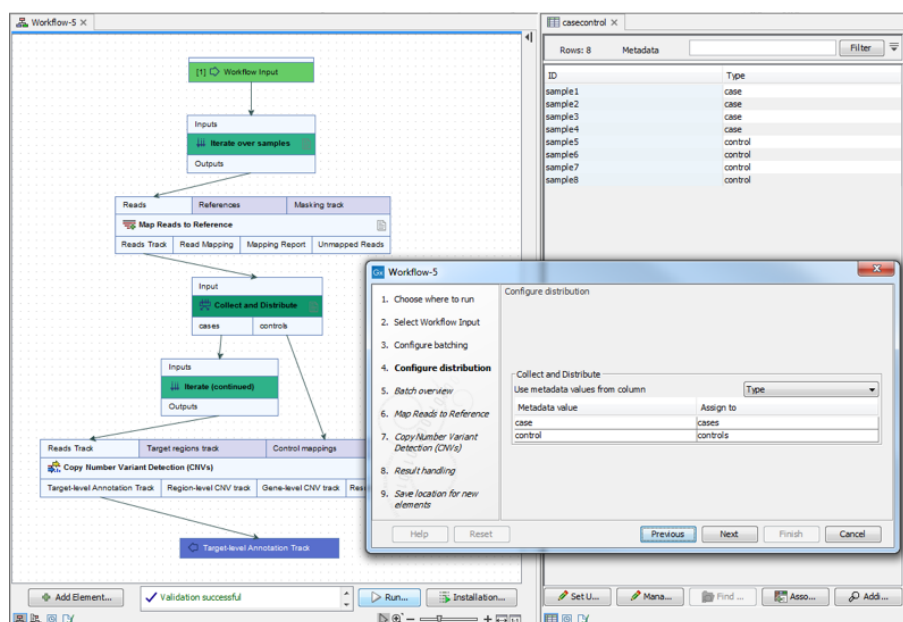 Workflow-5
casecontrol
Rows: 8 Metadata Filter
ID Type
sample1 case
sample2 case
sample3 case
sample4 case
sample5 control
sample6 control
sample7 control
sample8 control
[1] Workflow Input
Inputs
Iterate over samples
Outputs
Reads References Masking track
Map Reads to Reference
Reads Track Read Mapping Mapping Report Unmapped Reads
Input
Collect and Distribute
cases controls
Inputs
Iterate (continued)
Outputs
Reads Track Target regions track Control mappings
Copy Number Variant Detection (CNVs)
Target-level Annotation Track Region-level CNV track Gene-level CNV track
Target-level Annotation Track
Workflow-5
1. Choose where to run
2. Select Workflow Input
3. Configure batching
4. Configure distribution
5. Batch overview
6. Map Reads to Reference
7. Copy Number Variant
Detection (CNVs)
8. Result handling
9. Save location for new
elements
Configure distribution
Collect and Distribute
Use metadata values from column Type
Metadata value Assign to
case cases
control controls
Help Reset Previous Next Finish Cancel
Add Element... Validation successful Run... Installation...
Set U... Mana... Find ... Asso... Addi...